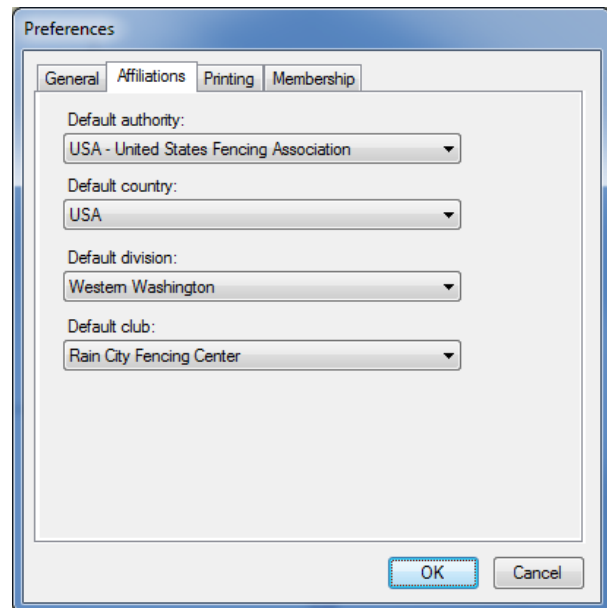 Preferences
General Affiliations Printing Membership
Default authority:
USA - United States Fencing Association
Default country:
USA
Default division:
Western Washington
Default club:
Rain City Fencing Center
OK Cancel